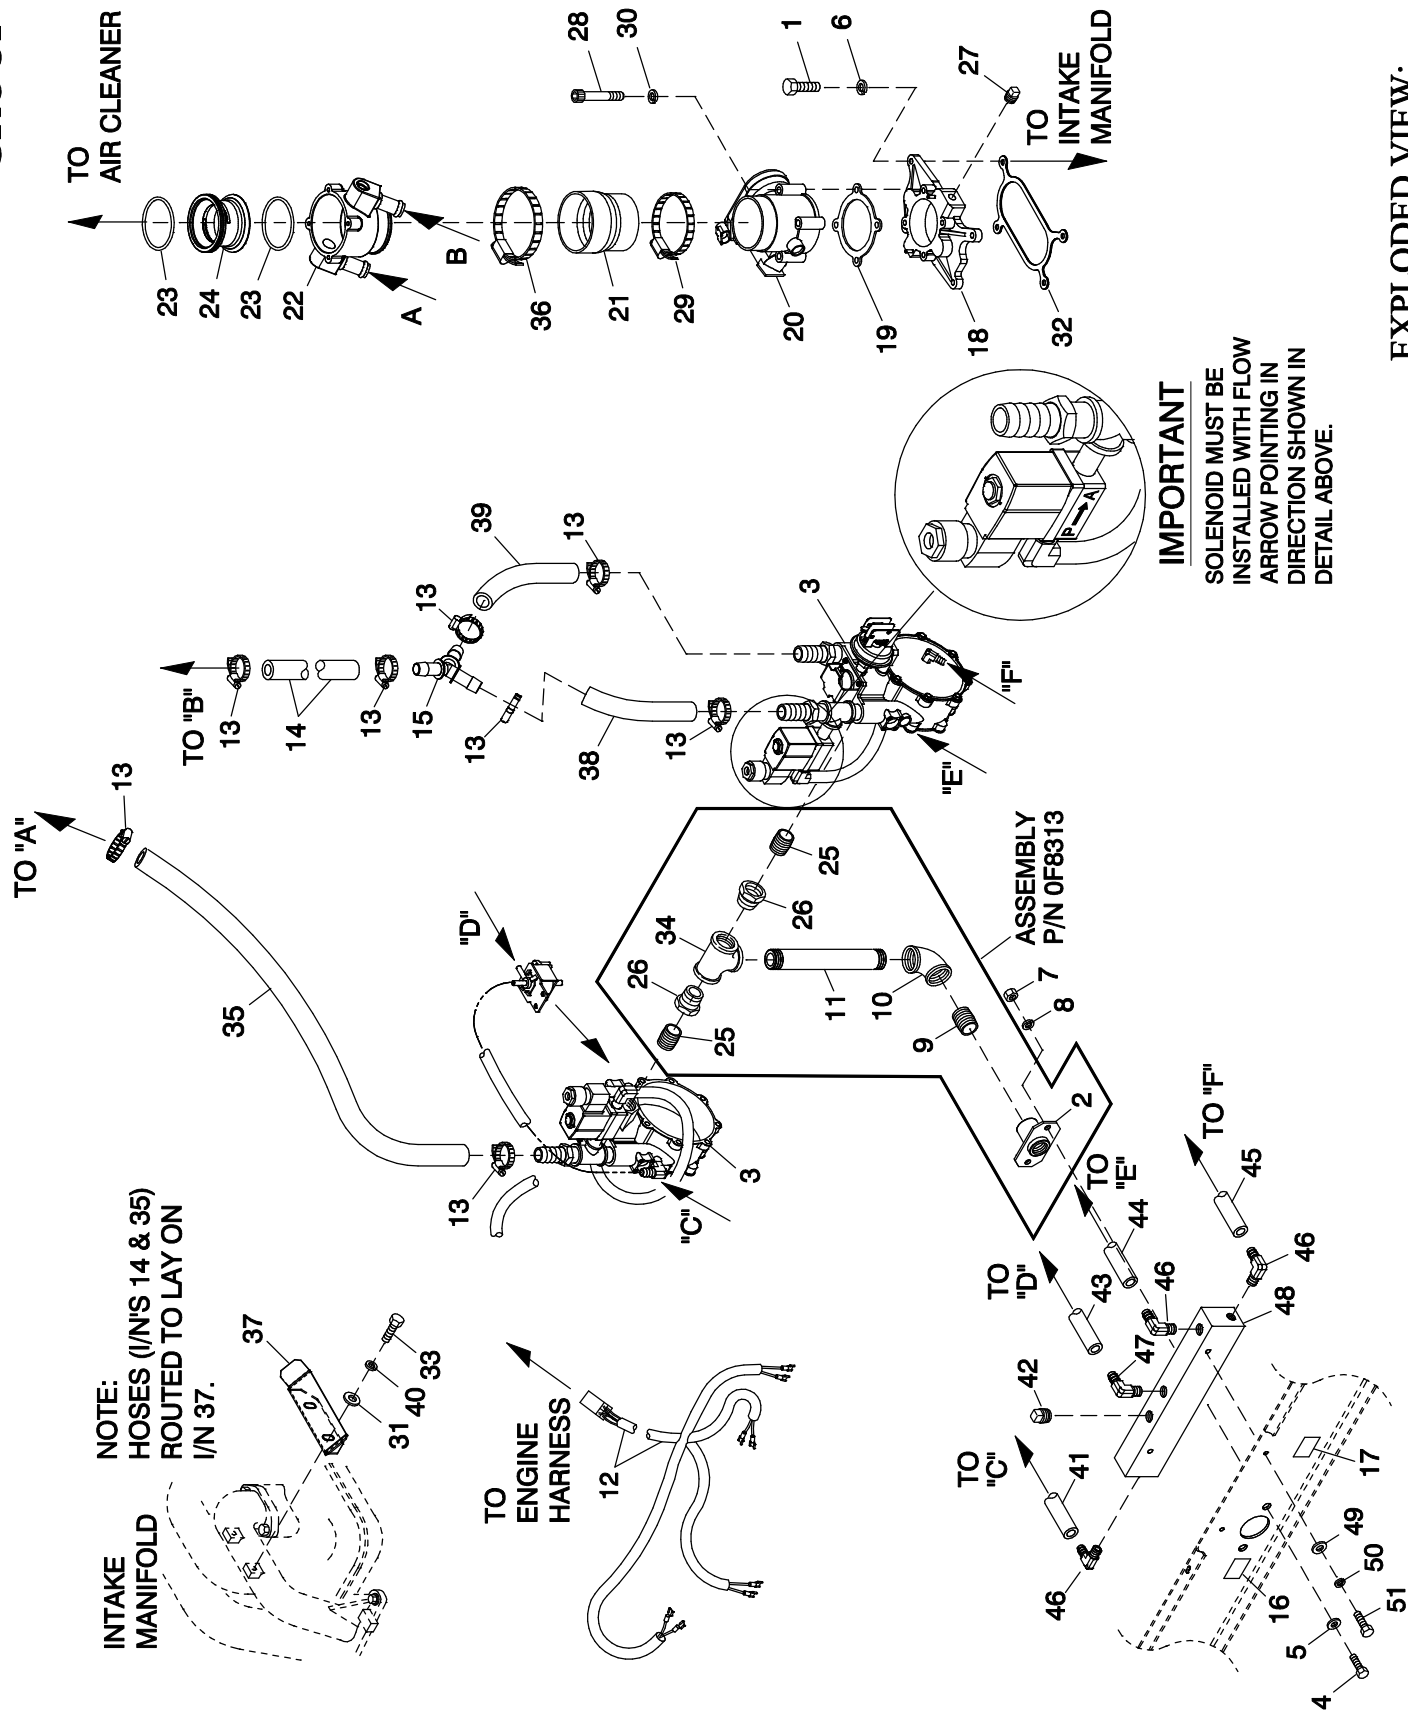 TO
AIR CLEANER
23
24
23
22
A
B
36
21
29
20
19
18
32
28
30
1
6
27
TO
INTAKE
MANIFOLD
IMPORTANT
SOLENOID MUST BE
INSTALLED WITH FLOW
ARROW POINTING IN
DIRECTION SHOWN IN
DETAIL ABOVE.
P
A
TO "B"
13
14
13
15
13
38
13
39
13
13
3
"F"
"E"
TO "A"
13
35
13
"D"
"C"
3
25
26
34
26
25
11
10
9
7
8
2
ASSEMBLY
P/N 0F8313
NOTE:
HOSES (I/N'S 14 & 35)
ROUTED TO LAY ON
I/N 37.
INTAKE
MANIFOLD
37
33
40
31
TO
ENGINE
HARNESS
12
TO
"C"
41
46
42
47
TO
"D"
43
46
44
TO
"E"
TO "F"
45
46
48
17
16
49
50
51
5
4
EXPLODED VIEW: